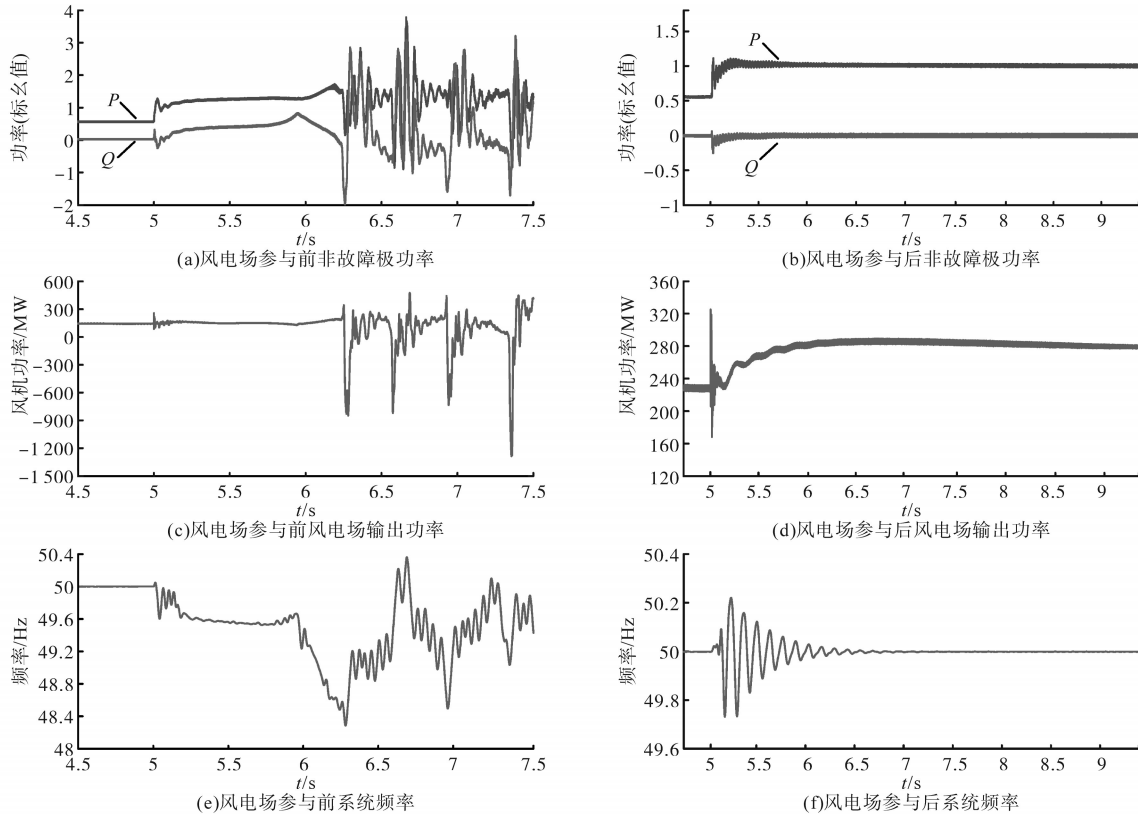 4
3
2
1
0
−1
−2
功率(标幺值)
P
Q
4.5 5 5.5 6 6.5 7 7.5
t/s
(a)风电场参与前非故障极功率
1.5
1.0
0.5
0
−0.5
−1
功率(标幺值)
P
Q
5 5.5 6 6.5 7 7.5 8 8.5 9
t/s
(b)风电场参与后非故障极功率
600
300
0
−300
−600
−900
−1 200
−1 500
风机功率/MW
4.5 5 5.5 6 6.5 7 7.5
t/s
(c)风电场参与前风电场输出功率
360
320
280
240
200
160
120
风机功率/MW
5 5.5 6 6.5 7 7.5 8 8.5 9
t/s
(d)风电场参与后风电场输出功率
50.4
50
49.6
49.2
48.8
48.4
48
频率/Hz
4.5 5 5.5 6 6.5 7 7.5
t/s
(e)风电场参与前系统频率
50.4
50.2
50
49.8
49.6
频率/Hz
5 5.5 6 6.5 7 7.5 8 8.5 9
t/s
(f)风电场参与后系统频率